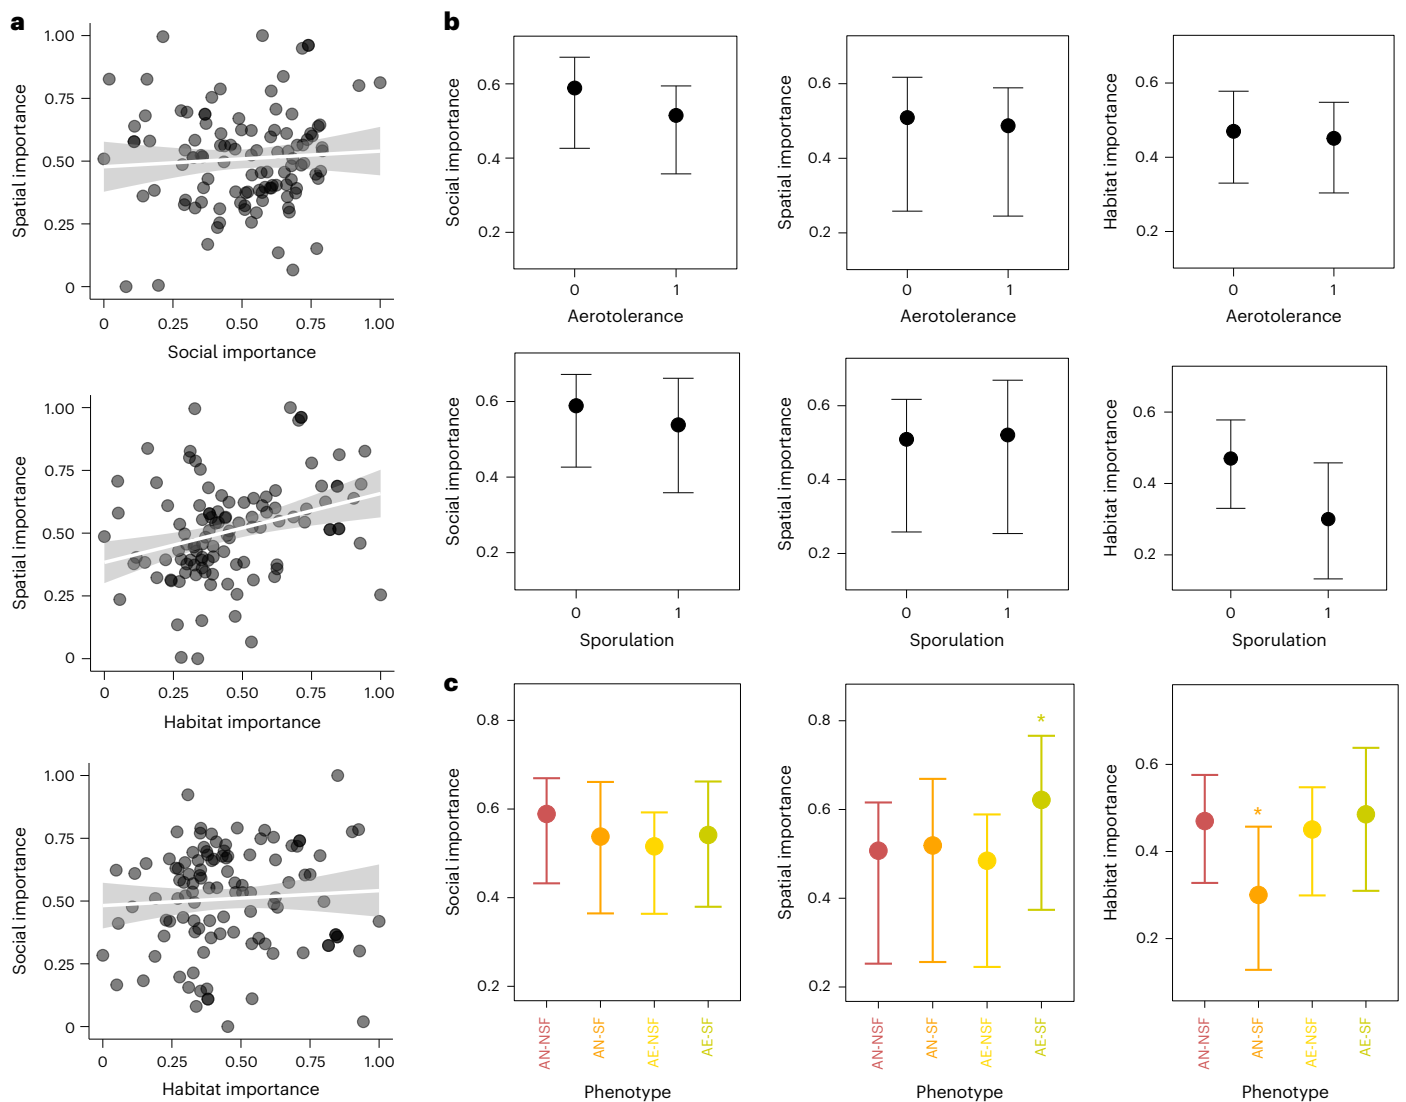 a
1.00
0.75
0.50
0.25
0
Spatial importance
0
0.25
0.50
0.75
1.00
Social importance
1.00
0.75
0.50
0.25
0
Spatial importance
0
0.25
0.50
0.75
1.00
Habitat importance
1.00
0.75
0.50
0.25
0
Social importance
0
0.25
0.50
0.75
1.00
Habitat importance
b
0.6
0.4
0.2
Social importance
0
1
Aerotolerance
0.6
0.4
0.2
Spatial importance
0
1
Aerotolerance
0.6
0.4
0.2
Habitat importance
0
1
Aerotolerance
0.6
0.4
0.2
Social importance
0
1
Sporulation
0.6
0.4
0.2
Spatial importance
0
1
Sporulation
0.6
0.4
0.2
Habitat importance
0
1
Sporulation
c
0.8
0.6
0.4
0.2
Social importance
AN-NSF
AN-SF
AE-NSF
AE-SF
Phenotype
0.8
0.6
0.4
0.2
Spatial importance
*
AN-NSF
AN-SF
AE-NSF
AE-SF
Phenotype
0.6
0.4
0.2
Habitat importance
*
AN-NSF
AN-SF
AE-NSF
AE-SF
Phenotype